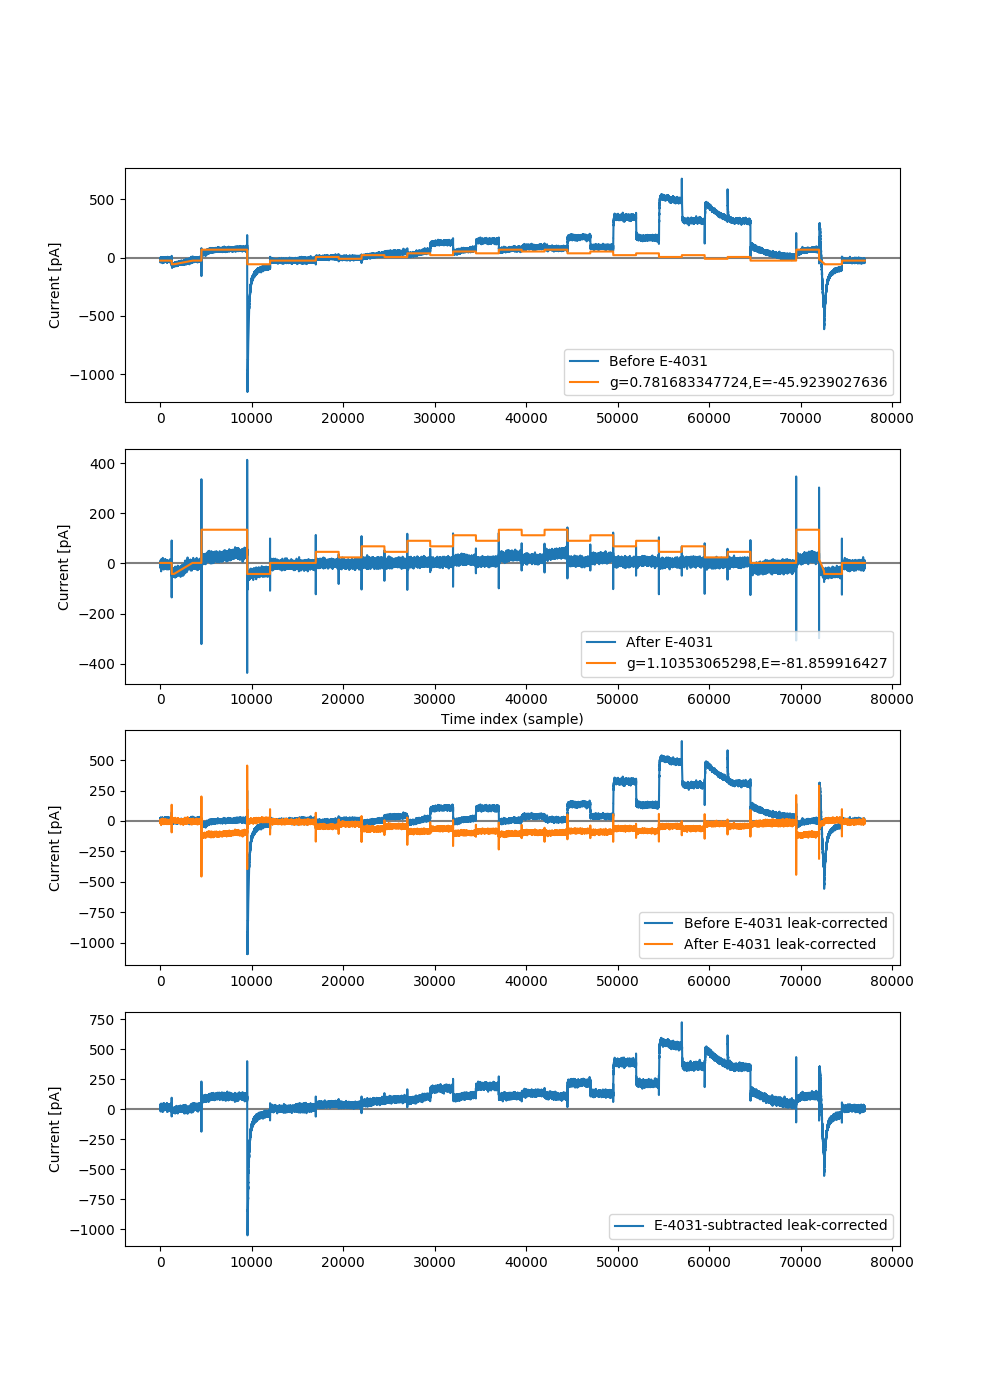 500
0
−500
−1000
Current [pA]
Before E-4031
g=0.781683347724,E=-45.9239027636
0 10000 20000 30000 40000 50000 60000 70000 80000
400
200
0
−200
−400
Current [pA]
After E-4031
g=1.10353065298,E=-81.859916427
0 10000 20000 30000 40000 50000 60000 70000 80000
Time index (sample)
500
250
0
−250
−500
−750
−1000
Current [pA]
Before E-4031 leak-corrected
After E-4031 leak-corrected
0 10000 20000 30000 40000 50000 60000 70000 80000
750
500
250
0
−250
−500
−750
−1000
Current [pA]
E-4031-subtracted leak-corrected
0 10000 20000 30000 40000 50000 60000 70000 80000